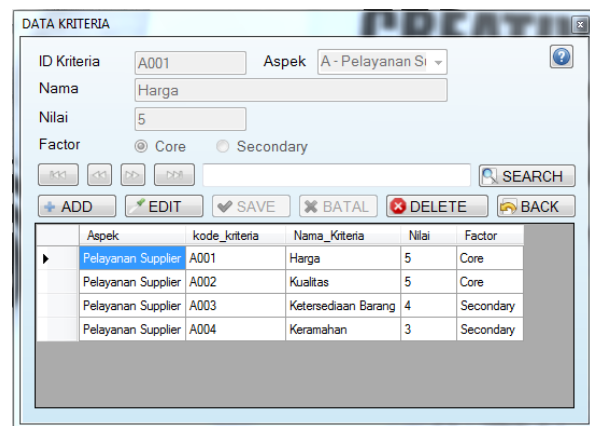 DATA KRITERIA
ID Kriteria A001 Aspek A - Pelayanan S
Nama Harga
Nilai 5
Factor Core Secondary
SEARCH
ADD EDIT SAVE BATAL DELETE BACK
Aspek kode_kriteria Nama_Kriteria Nilai Factor
Pelayanan Supplier A001 Harga 5 Core
Pelayanan Supplier A002 Kualitas 5 Core
Pelayanan Supplier A003 Ketersediaan Barang 4 Secondary
Pelayanan Supplier A004 Keramahan 3 Secondary